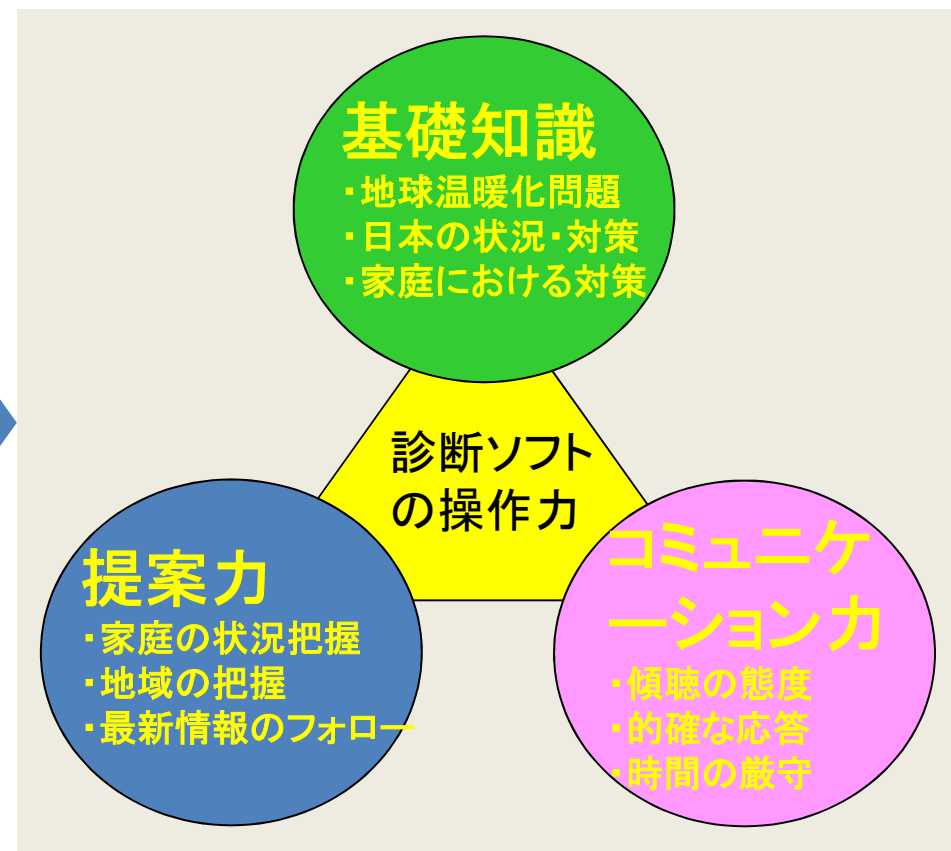 基礎知識
・地球温暖化問題
・日本の状況・対策
・家庭における対策
診断ソフト
の操作力
提案力
・家庭の状況把握
・地域の把握
・最新情報のフォロー
コミュニケ
ーション力
・傾聴の態度
・的確な応答
・時間の厳守